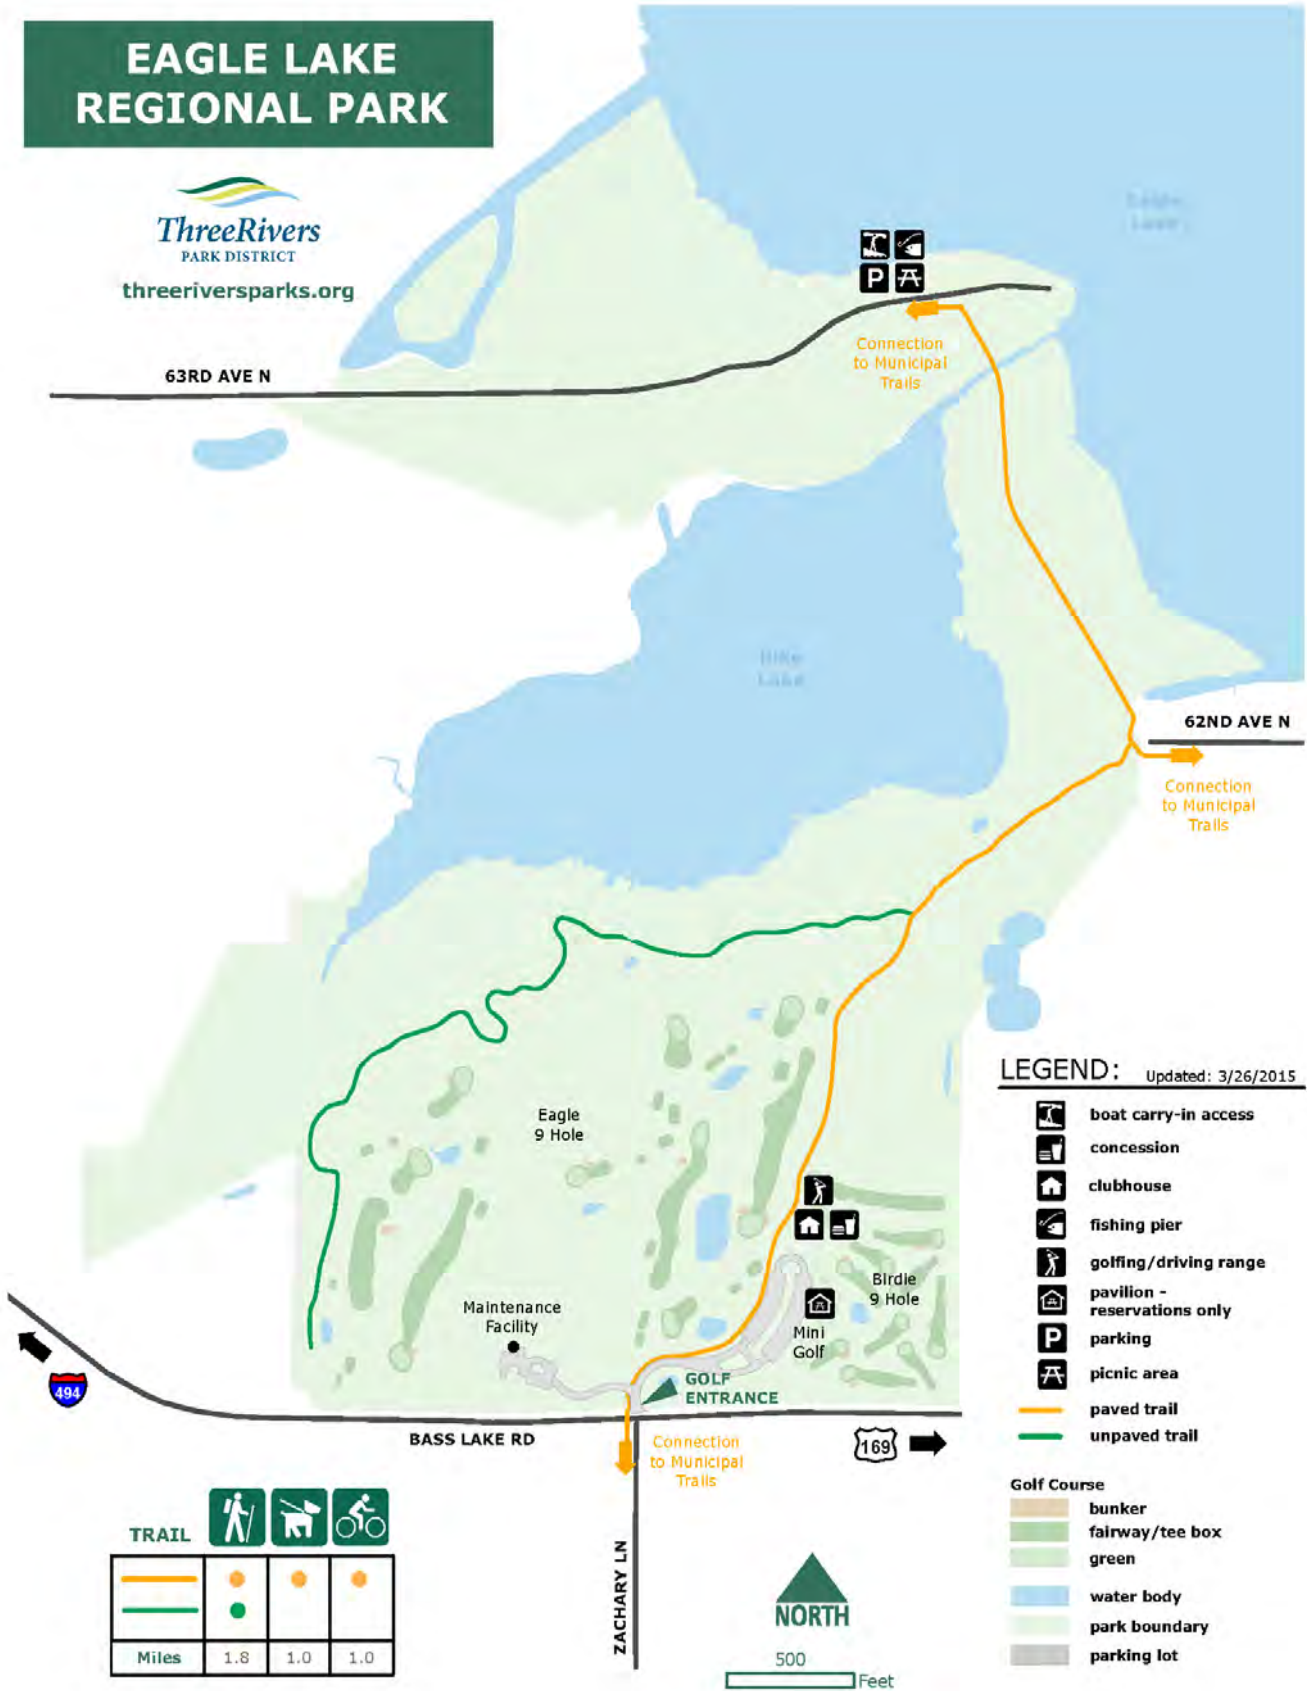 EAGLE LAKE
REGIONAL PARK
ThreeRivers
PARK DISTRICT
threeriversparks.org
Eagle
Lake
63RD AVE N
Connection
to Municipal
Trails
Lake
62ND AVE N
Connection
to Municipal
Trails
Eagle
9 Hole
Birdie
9 Hole
Maintenance
Facility
Mini
Golf
GOLF
ENTRANCE
494
BASS LAKE RD
Connection
to Municipal
Trails
169
ZACHARY LN
LEGEND: Updated: 3/26/2015
boat carry-in access
concession
clubhouse
fishing pier
golfing/driving range
pavilion -
reservations only
P parking
picnic area
paved trail
unpaved trail
Golf Course
bunker
fairway/tee box
green
water body
park boundary
parking lot
TRAIL
Miles 1.8 1.0 1.0
NORTH
500
Feet
P